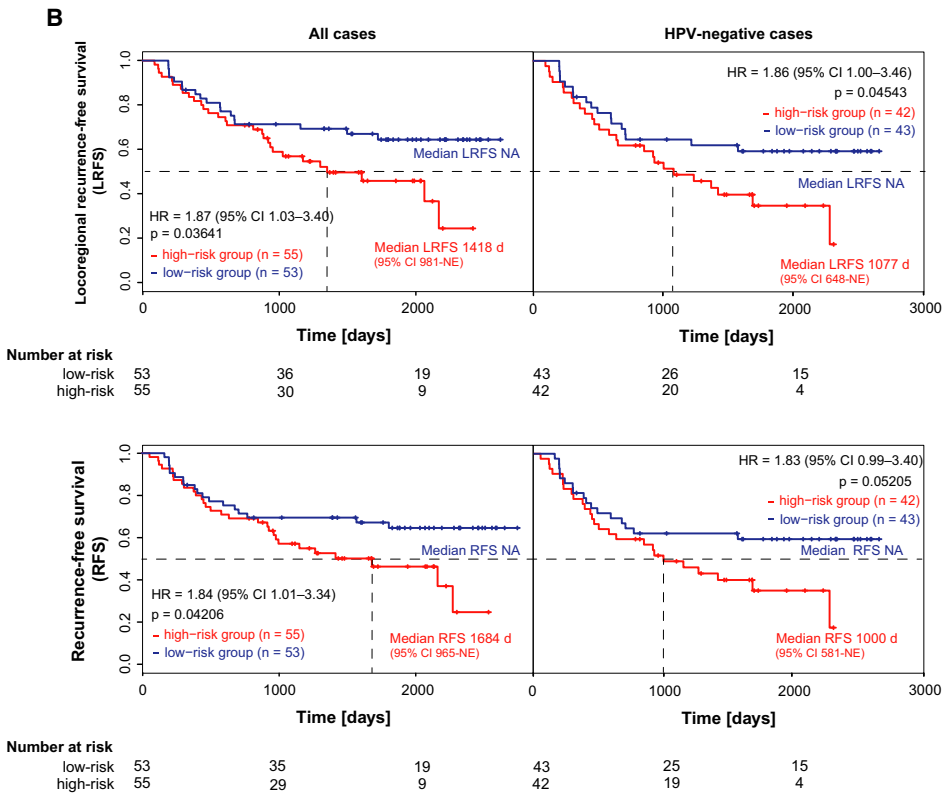 B
All cases
HPV-negative cases
Locoregional recurrence-free survival
(LRFS)
1.0
0.8
0.6
0.4
0.2
0.0
HR = 1.87 (95% CI 1.03–3.40)
p = 0.03641
high−risk group (n = 55)
low−risk group (n = 53)
Median LRFS NA
Median LRFS 1418 d
(95% CI 981-NE)
0 1000 2000
Time [days]
HR = 1.86 (95% CI 1.00–3.46)
p = 0.04543
high−risk group (n = 42)
low−risk group (n = 43)
Median LRFS NA
Median LRFS 1077 d
(95% CI 648-NE)
0 1000 2000 3000
Time [days]
Number at risk
low-risk 53 36 19 43 26 15
high-risk 55 30 9 42 20 4
Recurrence-free survival
(RFS)
1.0
0.8
0.6
0.4
0.2
0.0
HR = 1.84 (95% CI 1.01–3.34)
p = 0.04206
high−risk group (n = 55)
low−risk group (n = 53)
Median RFS NA
Median RFS 1684 d
(95% CI 965-NE)
0 1000 2000
Time [days]
HR = 1.83 (95% CI 0.99–3.40)
p = 0.05205
high−risk group (n = 42)
low−risk group (n = 43)
Median RFS NA
Median RFS 1000 d
(95% CI 581-NE)
0 1000 2000 3000
Time [days]
Number at risk
low-risk 53 35 19 43 25 15
high-risk 55 29 9 42 19 4